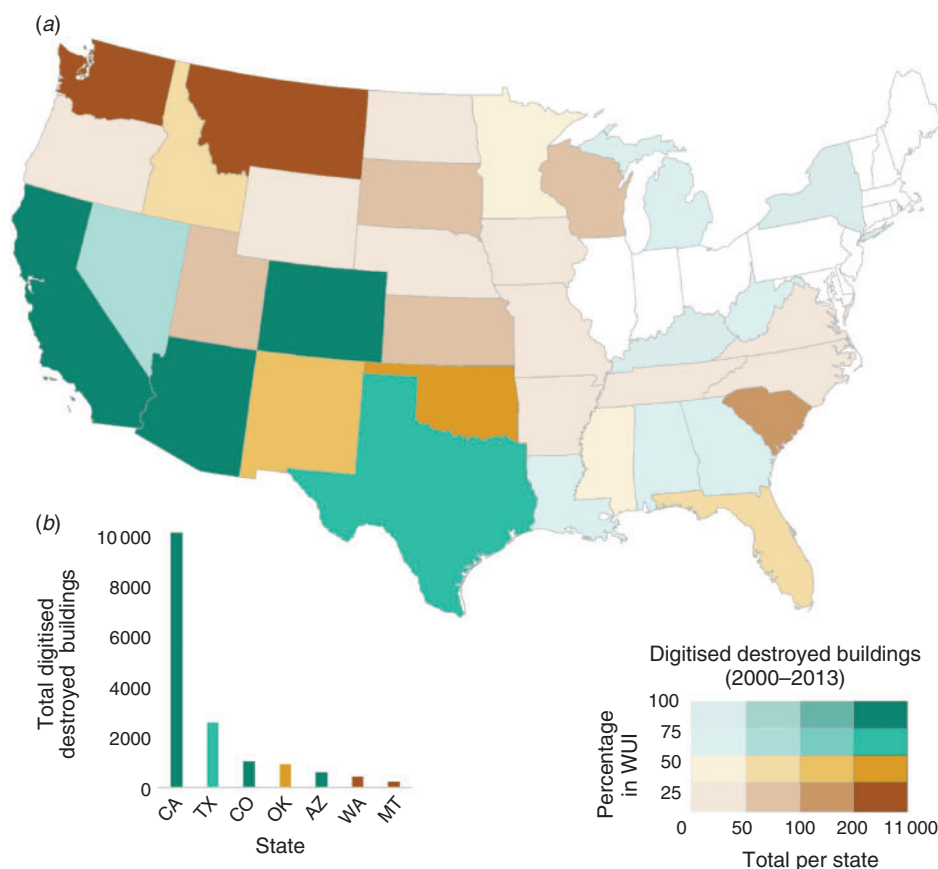 (a)
(b)
10 000
8000
6000
4000
2000
0
Total digitised
destroyed buildings
CA TX CO OK AZ WA MT
State
Digitised destroyed buildings
(2000–2013)
100
75
50
25
Percentage
in WUI
0 50 100 200 11 000
Total per state